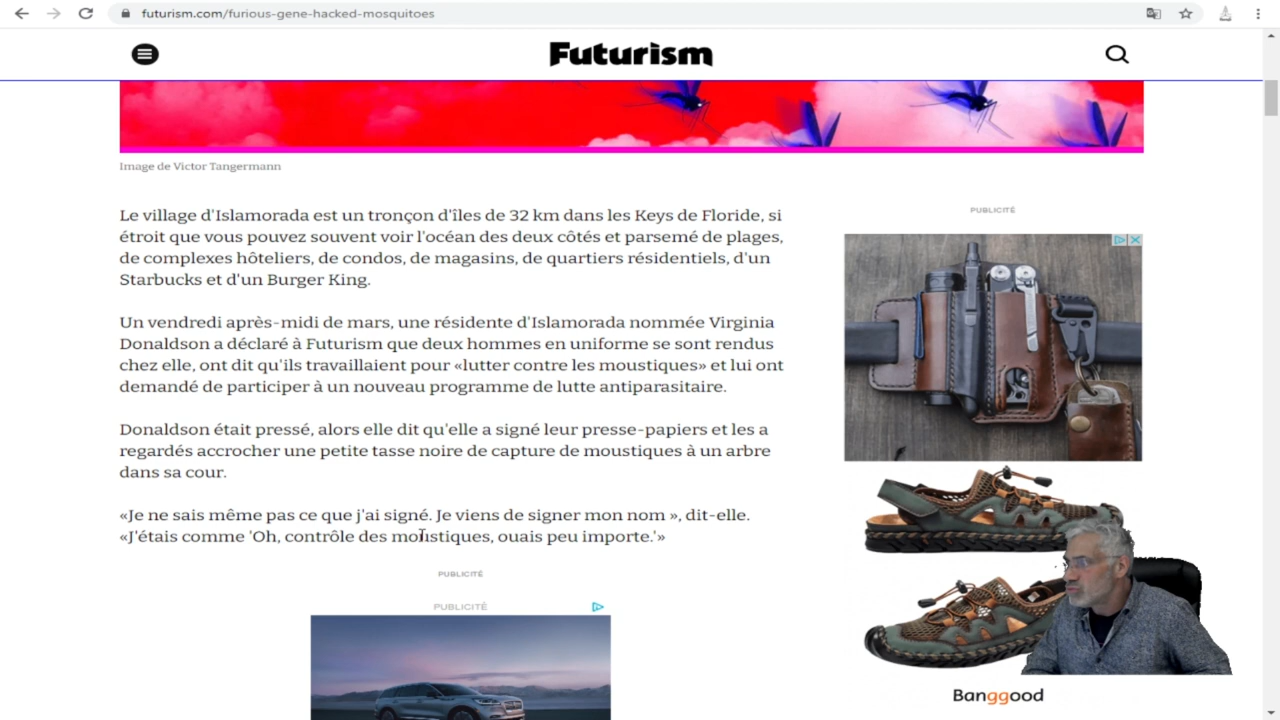 futurism.com/furious-gene-hacked-mosquitoes
Futurism
Image de Victor Tangermann
Le village d'Islamorada est un tronçon d'îles de 32 km dans les Keys de Floride, si
étroit que vous pouvez souvent voir l'océan des deux côtés et parsemé de plages,
de complexes hôteliers, de condos, de magasins, de quartiers résidentiels, d'un
Starbucks et d'un Burger King.
Un vendredi après-midi de mars, une résidente d'Islamorada nommée Virginia
Donaldson a déclaré à Futurism que deux hommes en uniforme se sont rendus
chez elle, ont dit qu'ils travaillaient pour «lutter contre les moustiques» et lui ont
demandé de participer à un nouveau programme de lutte antiparasitaire.
Donaldson était pressé, alors elle dit qu'elle a signé leur presse-papiers et les a
regardés accrocher une petite tasse noire de capture de moustiques à un arbre
dans sa cour.
«Je ne sais même pas ce que j'ai signé. Je viens de signer mon nom », dit-elle.
«J'étais comme 'Oh, contrôle des moustiques, ouais peu importe.'»
PUBLICITÉ
PUBLICITÉ
PUBLICITÉ
Banggood